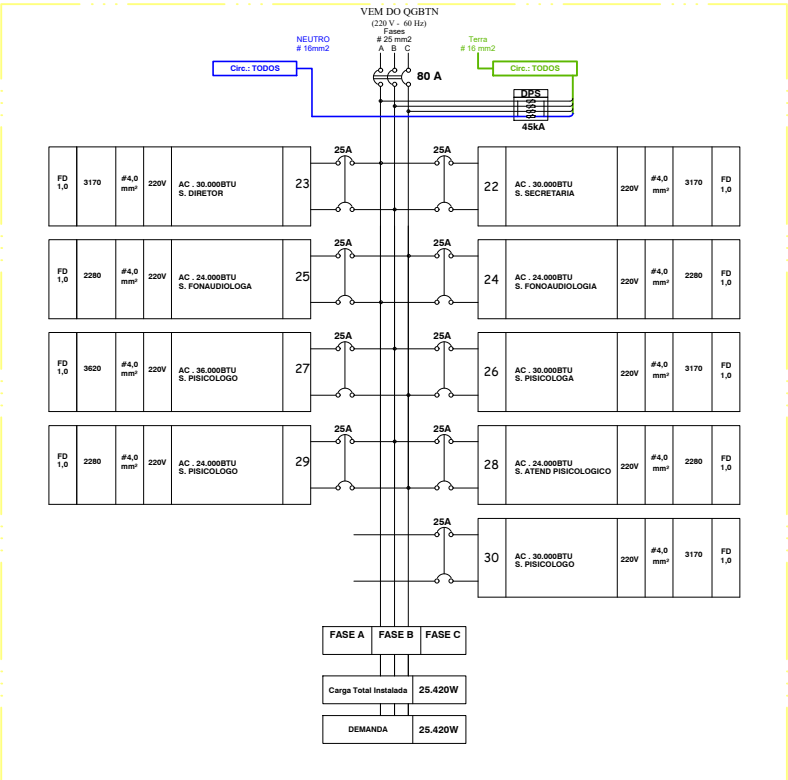 VEM DO QGBTN
(220 V - 60 Hz)
Fases
# 25 mm2
A B C
NEUTRO
# 16mm2
Terra
# 16 mm2
Circ.: TODOS
Circ.: TODOS
80 A
DPS
45kA
FD
1,0
3170
#4,0
mm²
220V
AC . 30.000BTU
S. DIRETOR
23
25A
25A
22
AC . 30.000BTU
S. SECRETARIA
220V
#4,0
mm²
3170
FD
1,0
FD
1,0
2280
#4,0
mm²
220V
AC . 24.000BTU
S. FONAUDIOLOGA
25
25A
25A
24
AC . 24.000BTU
S. FONOAUDIOLOGIA
220V
#4,0
mm²
2280
FD
1,0
FD
1,0
3620
#4,0
mm²
220V
AC . 36.000BTU
S. PISICOLOGO
27
25A
25A
26
AC . 30.000BTU
S. PISICOLOGA
220V
#4,0
mm²
3170
FD
1,0
FD
1,0
2280
#4,0
mm²
220V
AC . 24.000BTU
S. PISICOLOGO
29
25A
25A
28
AC . 24.000BTU
S. ATEND PISICOLOGICO
220V
#4,0
mm²
2280
FD
1,0
25A
30
AC . 30.000BTU
S. PISICOLOGO
220V
#4,0
mm²
3170
FD
1,0
FASE A FASE B FASE C
Carga Total Instalada 25.420W
DEMANDA 25.420W